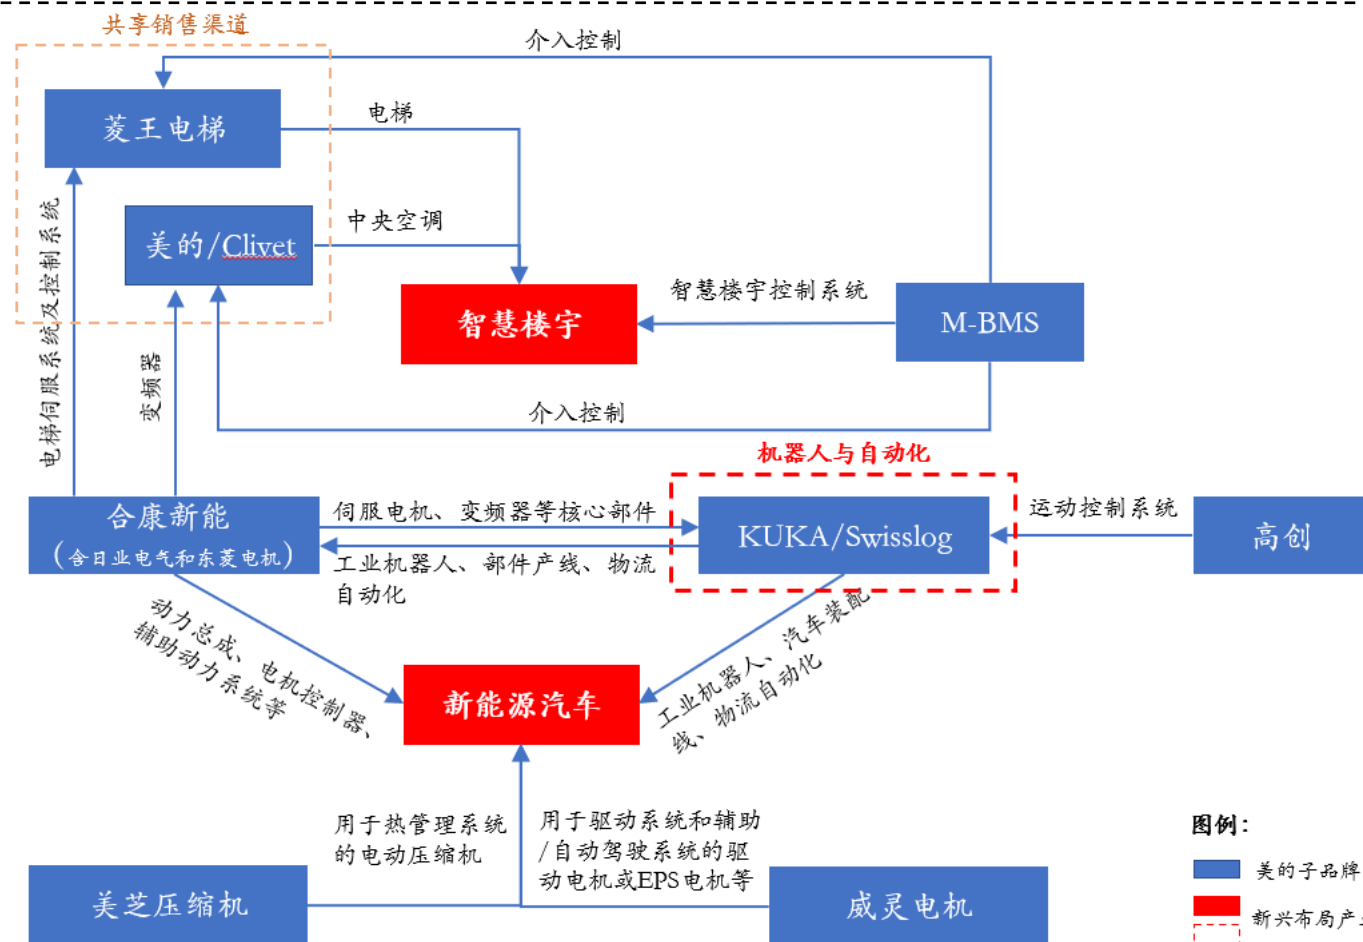 共享销售渠道
介入控制
菱王电梯
电梯
美的/Clivet
中央空调
电梯伺服系统及控制系统
变频器
智慧楼宇
智慧楼宇控制系统
M-BMS
介入控制
机器人与自动化
合康新能
（含日业电气和东菱电机）
伺服电机、变频器等核心部件
工业机器人、部件产线、物流
自动化
KUKA/Swisslog
运动控制系统
高创
动力总成、电机控制器、
辅助动力系统等
新能源汽车
工业机器人、汽车装配
线、物流自动化
用于热管理系统
的电动压缩机
用于驱动系统和辅助
/自动驾驶系统的驱
动电机或EPS电机等
美芝压缩机
威灵电机
图例：
美的子品牌
新兴布局产